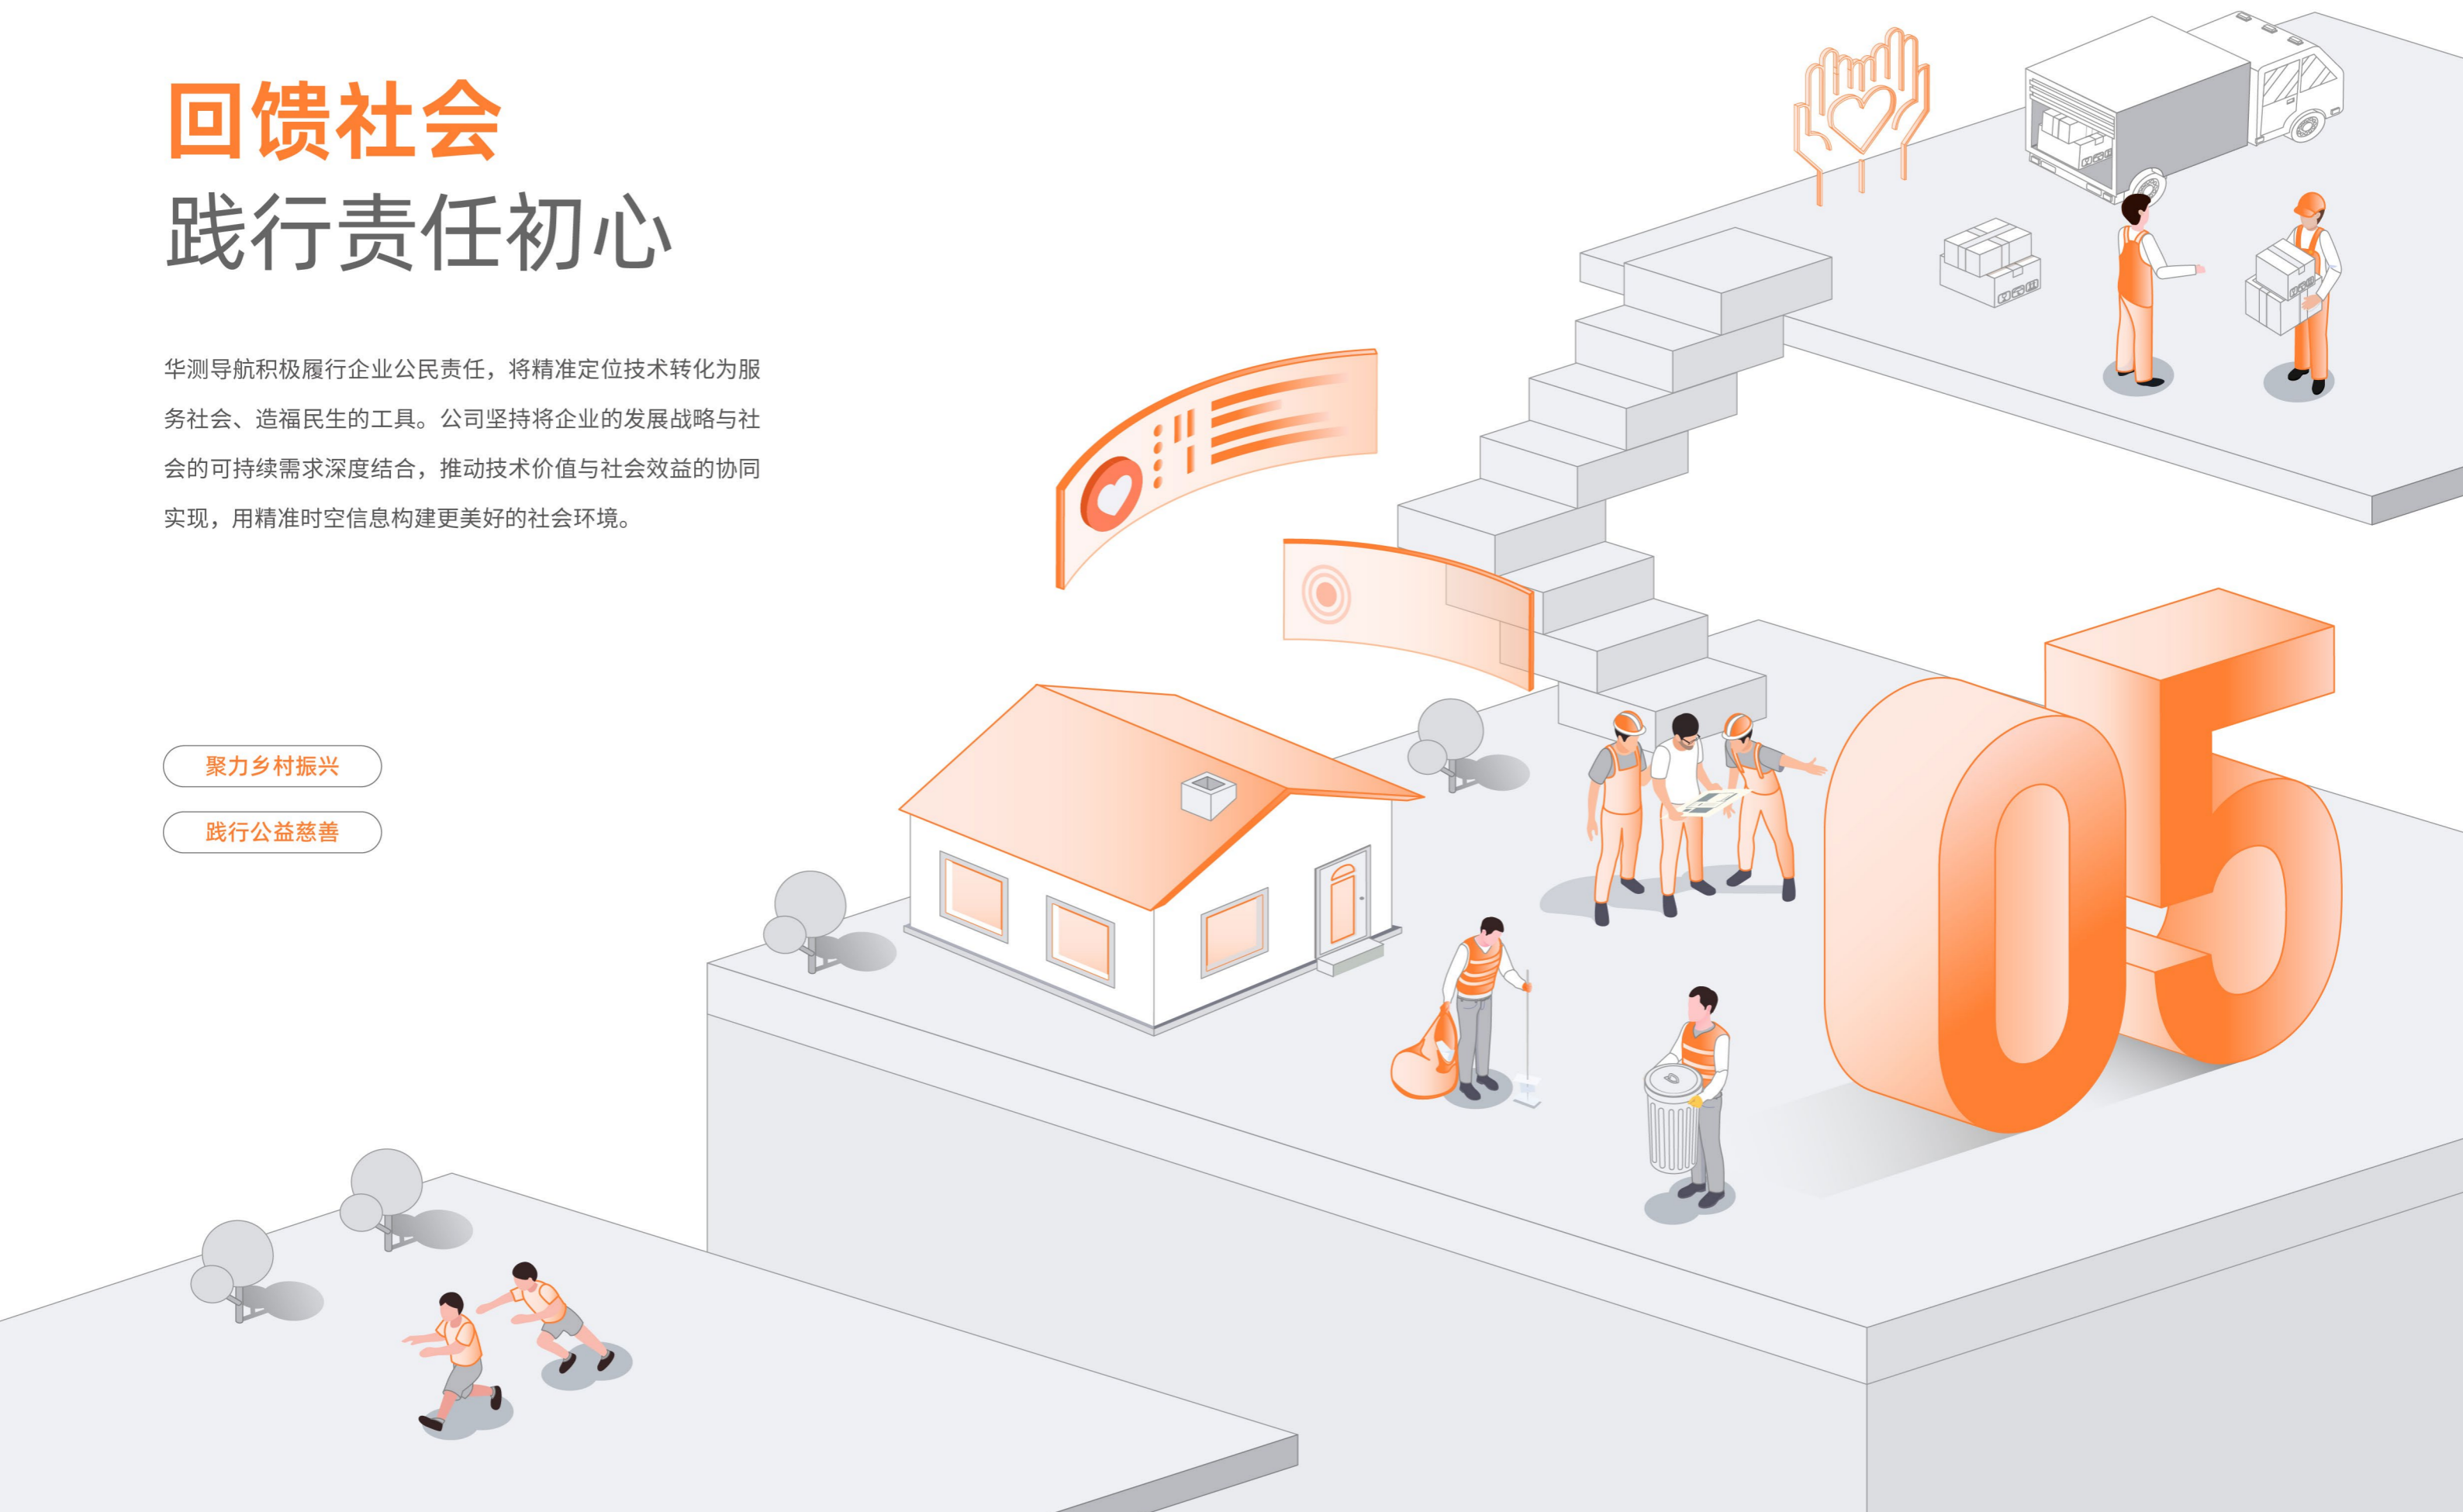 回馈社会
践行责任初心
华测导航积极履行企业公民责任，将精准定位技术转化为服
务社会、造福民生的工具。公司坚持将企业的发展战略与社
会的可持续需求深度结合，推动技术价值与社会效益的协同
实现，用精准时空信息构建更美好的社会环境。
聚力乡村振兴
践行公益慈善
05